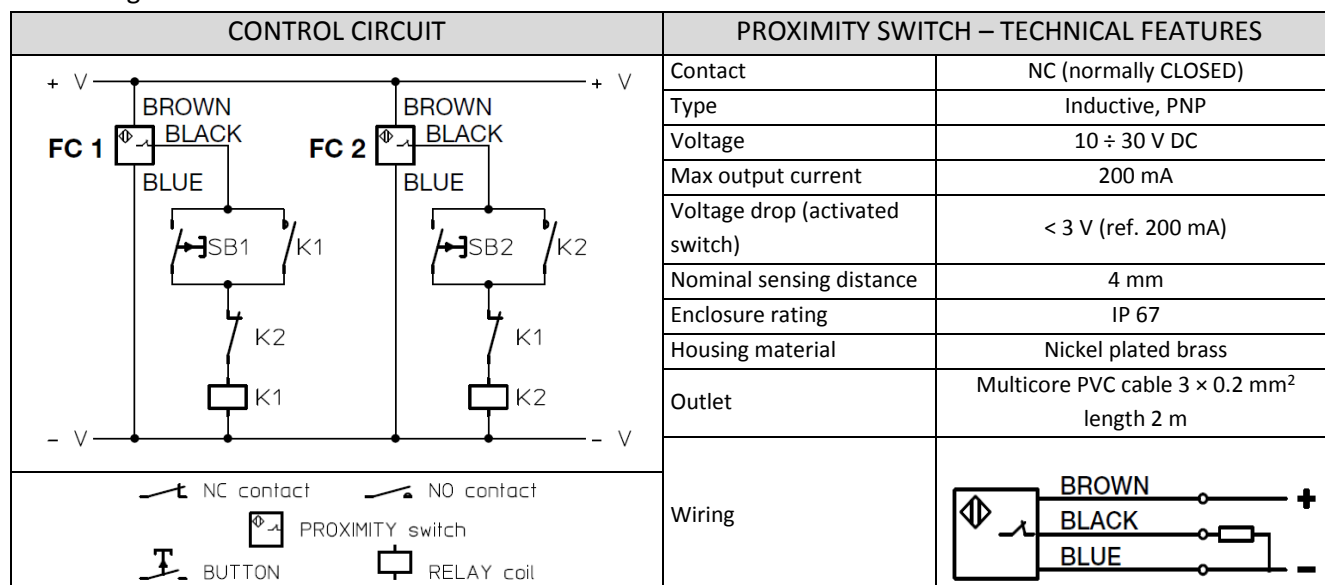 CONTROL CIRCUIT
PROXIMITY SWITCH – TECHNICAL FEATURES
+ V
+ V
BROWN
BROWN
BLACK
BLACK
FC 1
FC 2
BLUE
BLUE
SB1
K1
SB2
K2
K2
K1
K1
K2
– V
– V
NC contact
NO contact
PROXIMITY switch
BUTTON
RELAY coil
Contact
NC (normally CLOSED)
Type
Inductive, PNP
Voltage
10 ÷ 30 V DC
Max output current
200 mA
Voltage drop (activated
switch)
< 3 V (ref. 200 mA)
Nominal sensing distance
4 mm
Enclosure rating
IP 67
Housing material
Nickel plated brass
Outlet
Multicore PVC cable 3 × 0.2 mm²
length 2 m
Wiring
BROWN
+
BLACK
BLUE
–